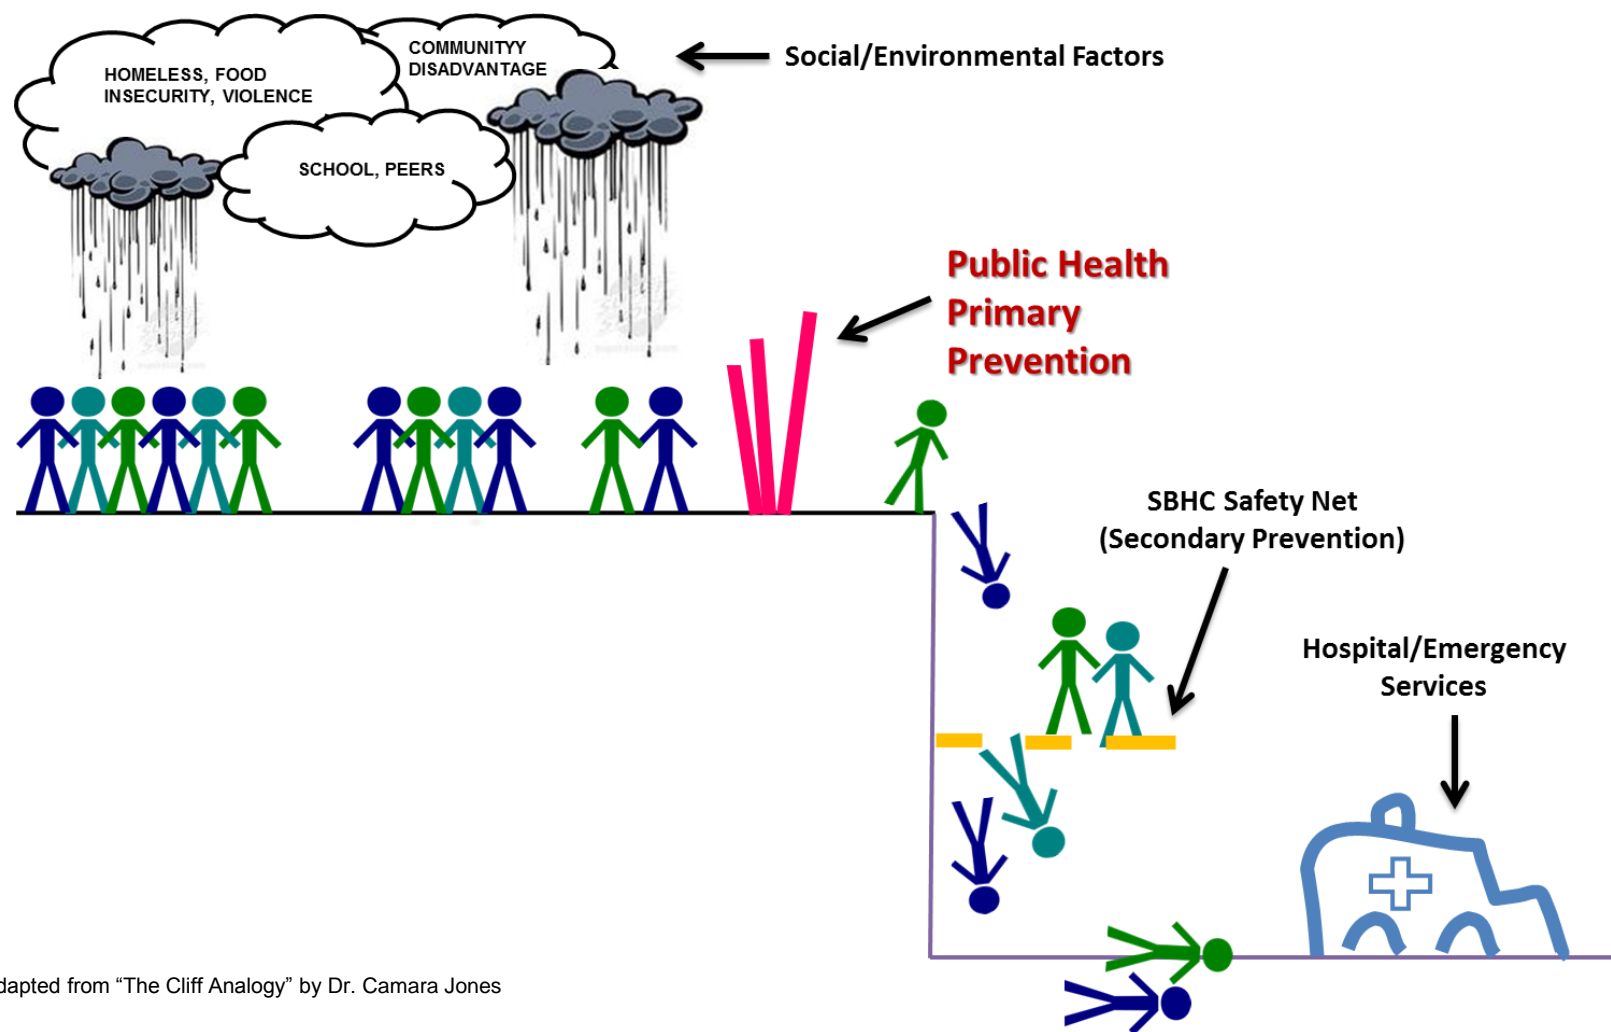 HOMELESS, FOOD
INSECURITY, VIOLENCE
COMMUNITYY
DISADVANTAGE
SCHOOL, PEERS
Social/Environmental Factors
Public Health
Primary
Prevention
SBHC Safety Net
(Secondary Prevention)
Hospital/Emergency
Services
dapted from “The Cliff Analogy” by Dr. Camara Jones